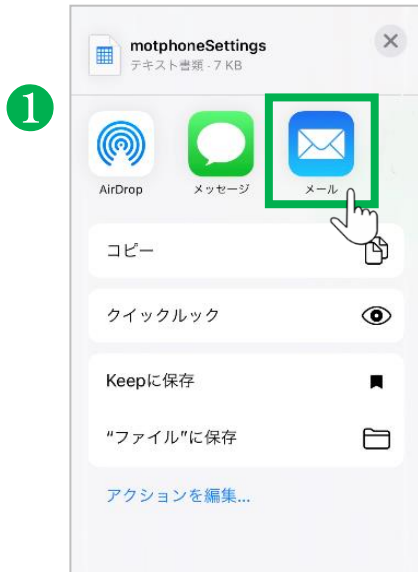 motphoneSettings
テキスト書類・7 KB
1
AirDrop
メッセージ
メール
コピー
クイックルック
Keepに保存
“ファイル”に保存
アクションを編集...